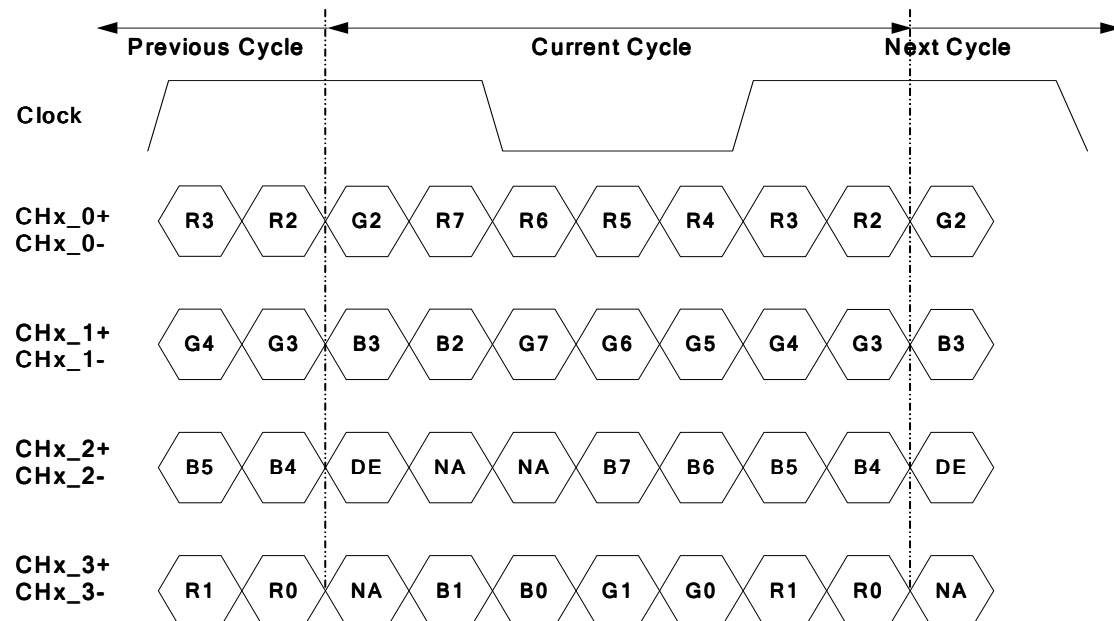 Previous Cycle Current Cycle Next Cycle
Clock
CHx_0+
CHx_0-
R3 R2 G2 R7 R6 R5 R4 R3 R2 G2
CHx_1+
CHx_1-
G4 G3 B3 B2 G7 G6 G5 G4 G3 B3
CHx_2+
CHx_2-
B5 B4 DE NA NA B7 B6 B5 B4 DE
CHx_3+
CHx_3-
R1 R0 NA B1 B0 G1 G0 R1 R0 NA